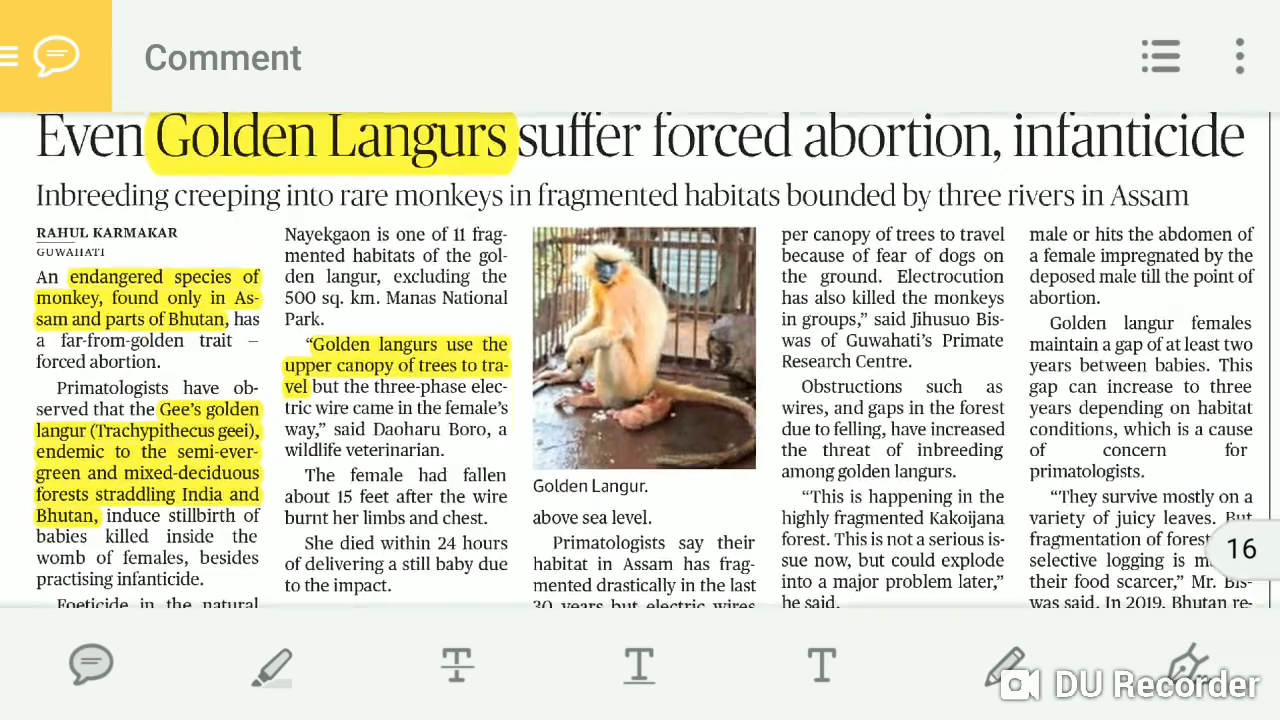 Comment
Even Golden Langurs suffer forced abortion, infanticide
Inbreeding creeping into rare monkeys in fragmented habitats bounded by three rivers in Assam
RAHUL KARMAKAR
GUWAHATI
An endangered species of
monkey, found only in As-
sam and parts of Bhutan, has
a far-from-golden trait –
forced abortion.
Primatologists have ob-
served that the Gee's golden
langur (Trachypithecus geei),
endemic to the semi-ever-
green and mixed-deciduous
forests straddling India and
Bhutan, induce stillbirth of
babies killed inside the
womb of females, besides
practising infanticide.
Foeticide in the natural
Nayekgaon is one of 11 frag-
mented habitats of the gol-
den langur, excluding the
500 sq. km. Manas National
Park.
"Golden langurs use the
upper canopy of trees to tra-
vel but the three-phase elec-
tric wire came in the female's
way," said Daoharu Boro, a
wildlife veterinarian.
The female had fallen
about 15 feet after the wire
burnt her limbs and chest.
She died within 24 hours
of delivering a still baby due
to the impact.
Golden Langur.
above sea level.
Primatologists say their
habitat in Assam has frag-
mented drastically in the last
30 years but electric wires
per canopy of trees to travel
because of fear of dogs on
the ground. Electrocution
has also killed the monkeys
in groups," said Jihusuo Bis-
was of Guwahati's Primate
Research Centre.
Obstructions such as
wires, and gaps in the forest
due to felling, have increased
the threat of inbreeding
among golden langurs.
"This is happening in the
highly fragmented Kakoijana
forest. This is not a serious is-
sue now, but could explode
into a major problem later,"
he said.
male or hits the abdomen of
a female impregnated by the
deposed male till the point of
abortion.
Golden langur females
maintain a gap of at least two
years between babies. This
gap can increase to three
years depending on habitat
conditions, which is a cause
of concern for
primatologists.
"They survive mostly on a
variety of juicy leaves. But
fragmentation of forest
selective logging is
their food scarcer," Mr. Bis-
was said. In 2019, Bhutan re-
16
T
T
T
DU Recorder